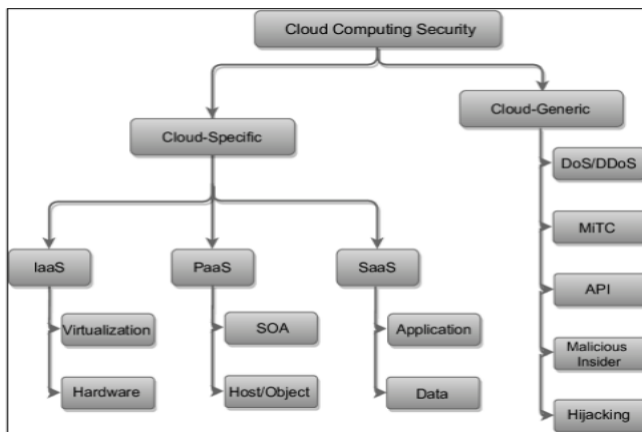 Cloud Computing Security
Cloud-Specific
Cloud-Generic
IaaS
PaaS
SaaS
Virtualization
Hardware
SOA
Host/Object
Application
Data
DoS/DDoS
MiTC
API
Malicious
Insider
Hijacking